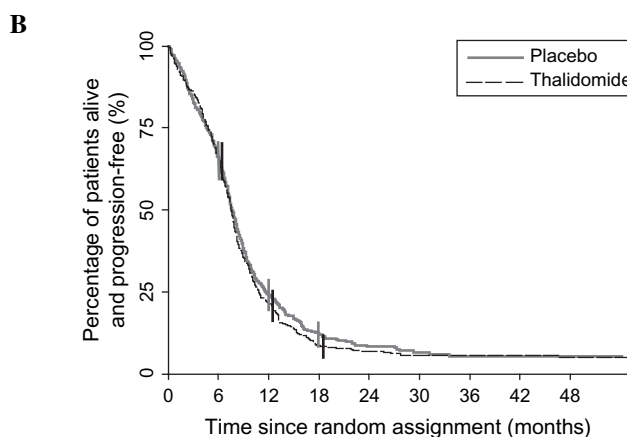 B
Placebo
Thalidomide
Percentage of patients alive
and progression-free (%)
100
75
50
25
0
0 6 12 18 24 30 36 42 48
Time since random assignment (months)